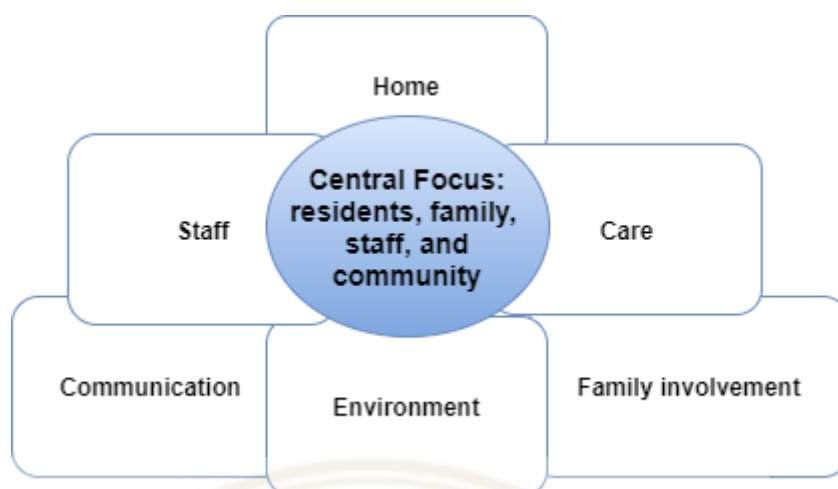 Home
Central Focus:
residents, family,
staff, and
community
Staff
Care
Communication
Environment
Family involvement